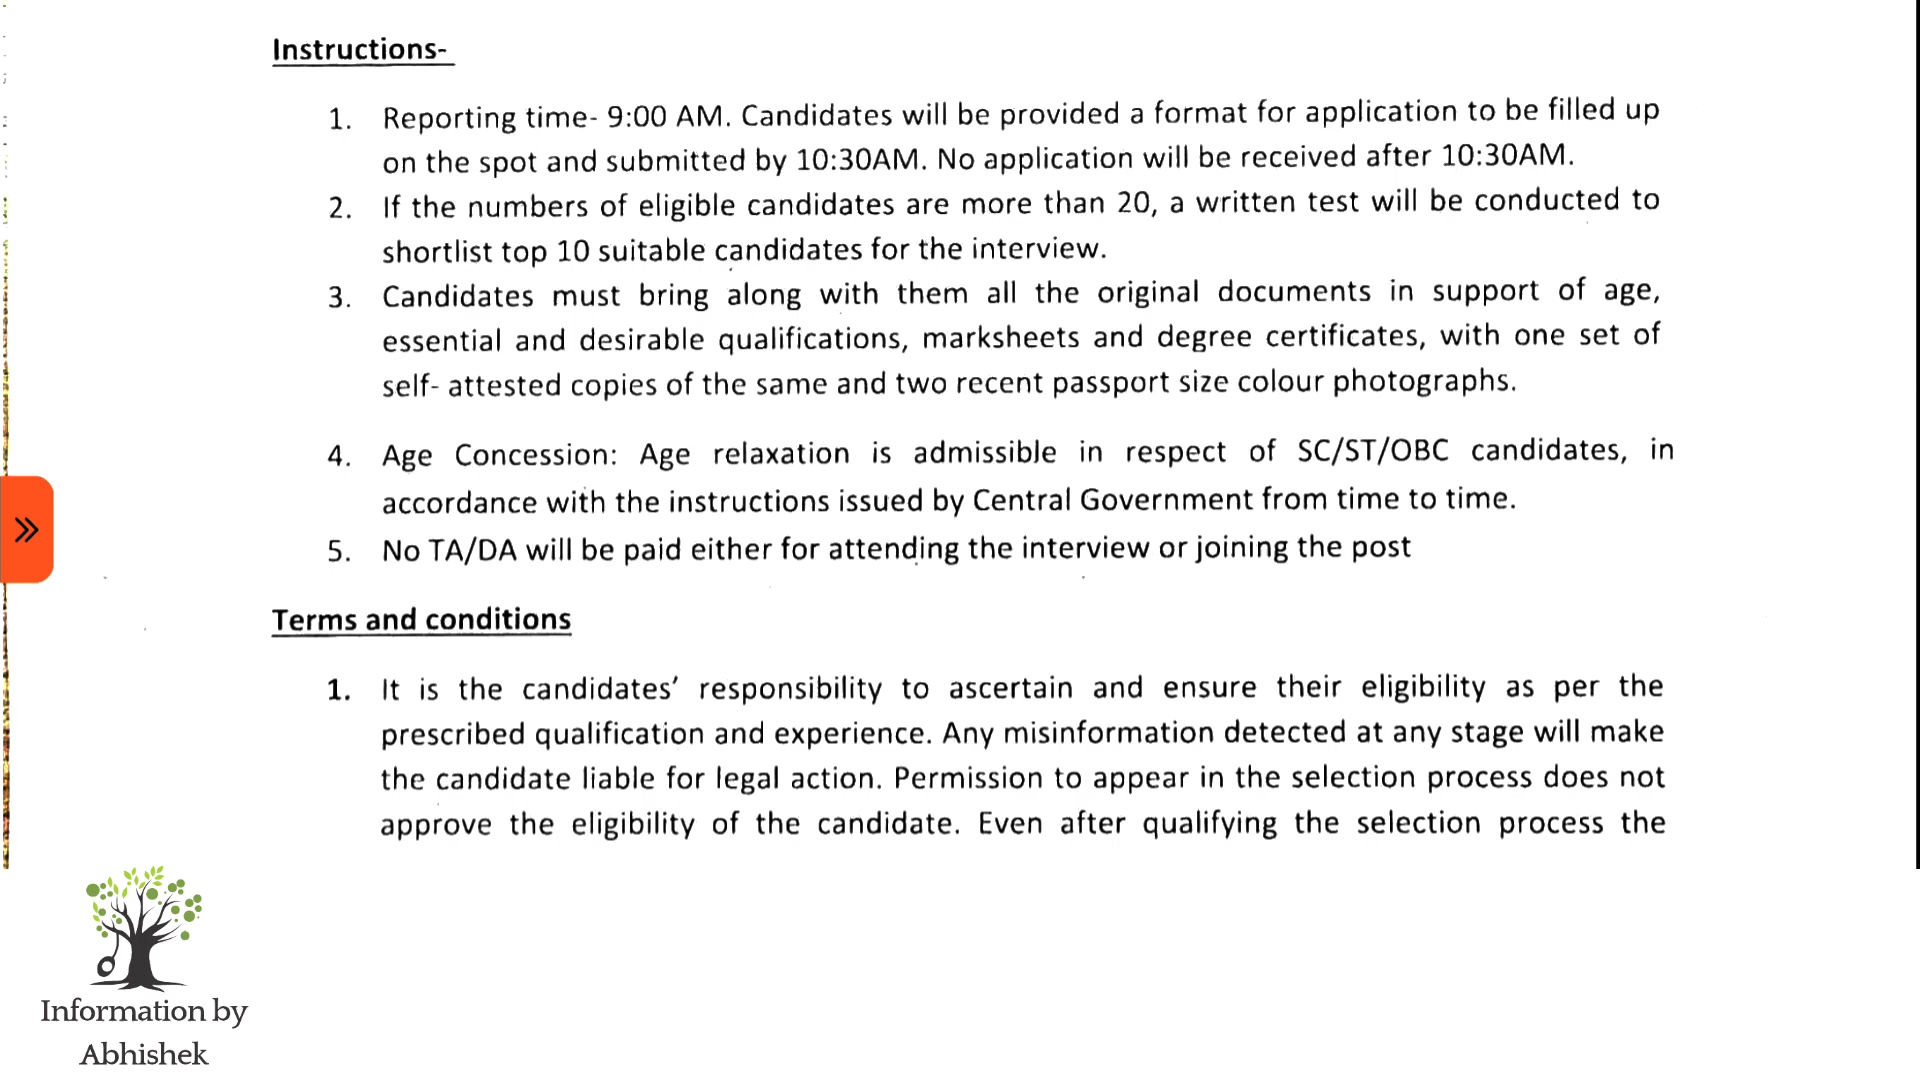 Instructions-
1. Reporting time- 9:00 AM. Candidates will be provided a format for application to be filled up
on the spot and submitted by 10:30AM. No application will be received after 10:30AM.
2. If the numbers of eligible candidates are more than 20, a written test will be conducted to
shortlist top 10 suitable candidates for the interview.
3. Candidates must bring along with them all the original documents in support of age,
essential and desirable qualifications, marksheets and degree certificates, with one set of
self- attested copies of the same and two recent passport size colour photographs.
4. Age Concession: Age relaxation is admissible in respect of SC/ST/OBC candidates, in
accordance with the instructions issued by Central Government from time to time.
5. No TA/DA will be paid either for attending the interview or joining the post
Terms and conditions
1. It is the candidates' responsibility to ascertain and ensure their eligibility as per the
prescribed qualification and experience. Any misinformation detected at any stage will make
the candidate liable for legal action. Permission to appear in the selection process does not
approve the eligibility of the candidate. Even after qualifying the selection process the
Information by
Abhishek